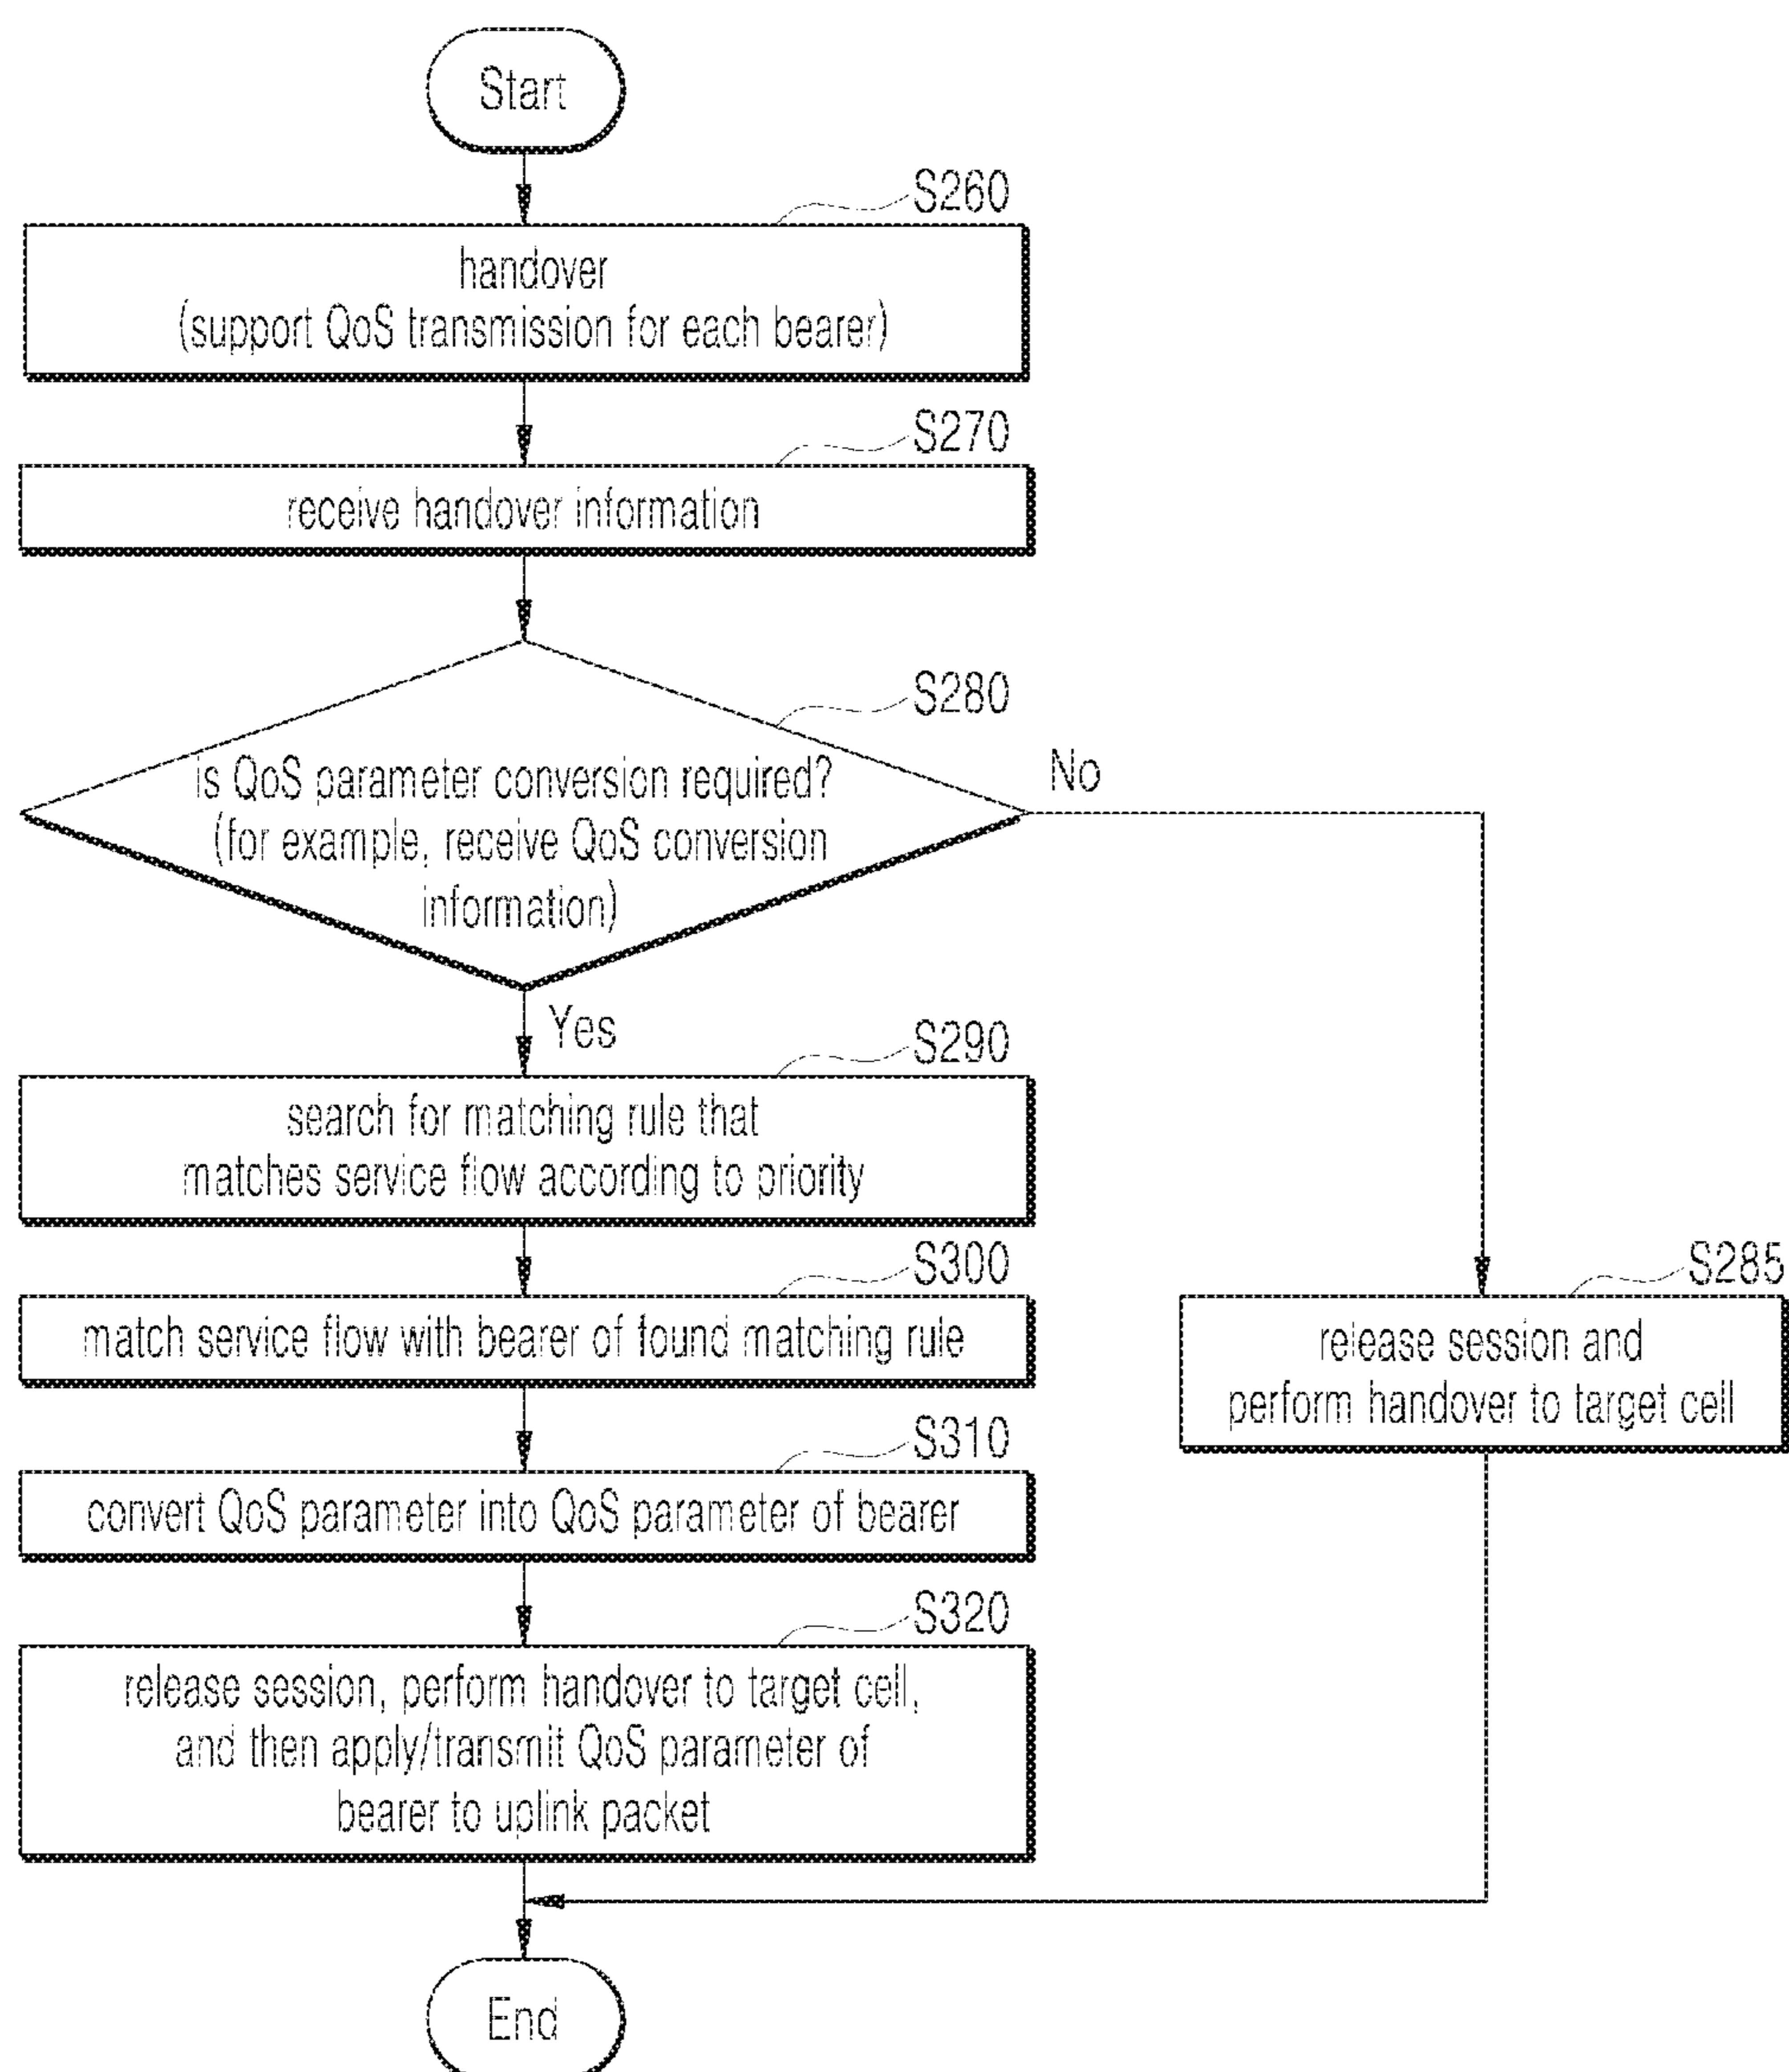 Start
S260
handover
(support QoS transmission for each bearer)
S270
receive handover information
S280
is QoS parameter conversion required?
(for example, receive QoS conversion
information)
No
Yes
S290
search for matching rule that
matches service flow according to priority
S300
match service flow with bearer of found matching rule
S285
release session and
perform handover to target cell
S310
convert QoS parameter into QoS parameter of bearer
S320
release session, perform handover to target cell,
and then apply/transmit QoS parameter of
bearer to uplink packet
End